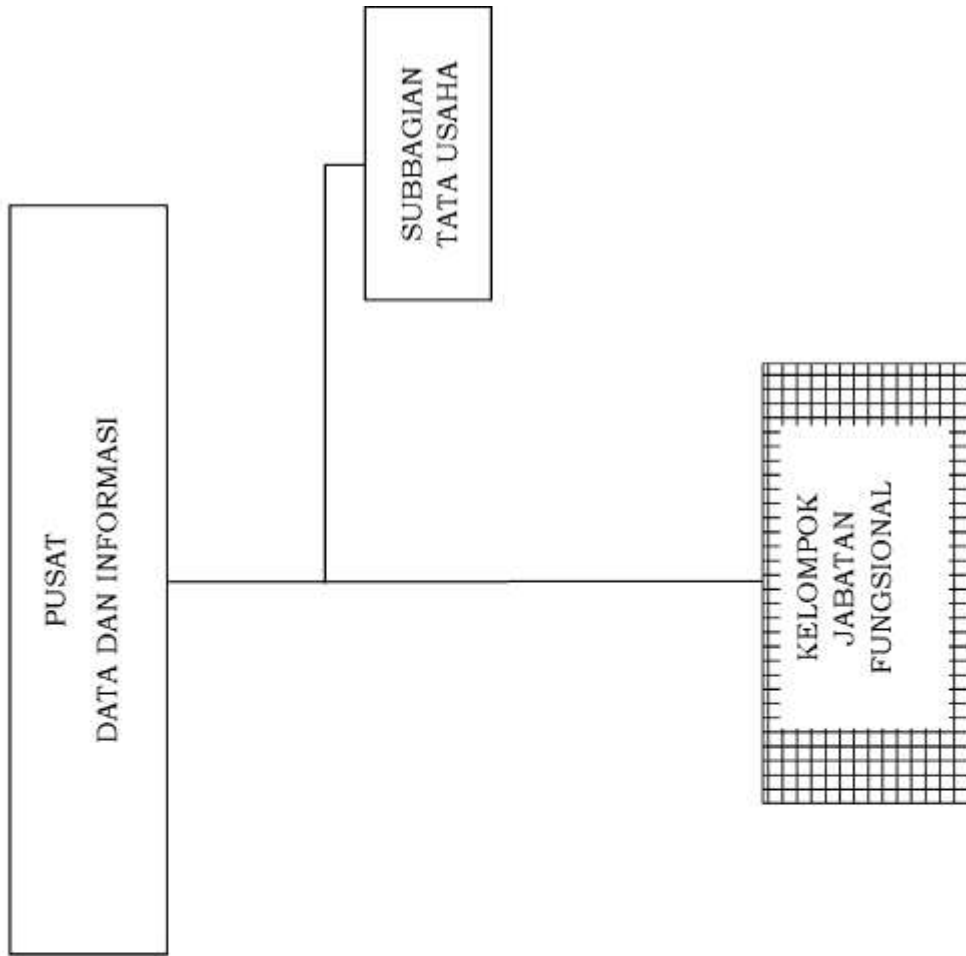 PUSAT
DATA DAN INFORMASI
SUBBAGIAN
TATA USAHA
KELOMPOK
JABATAN
FUNGSIONAL